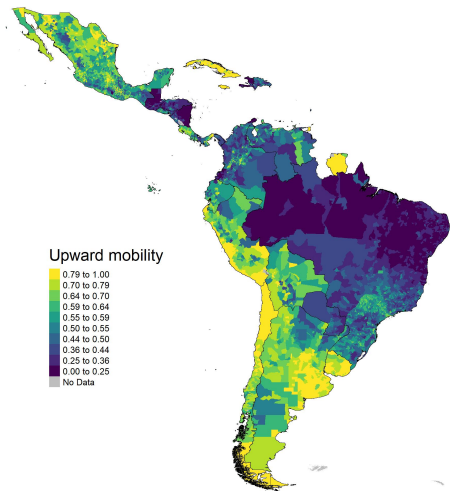 Upward mobility
0.79 to 1.00
0.70 to 0.79
0.64 to 0.70
0.59 to 0.64
0.55 to 0.59
0.50 to 0.55
0.44 to 0.50
0.36 to 0.44
0.25 to 0.36
0.00 to 0.25
No Data